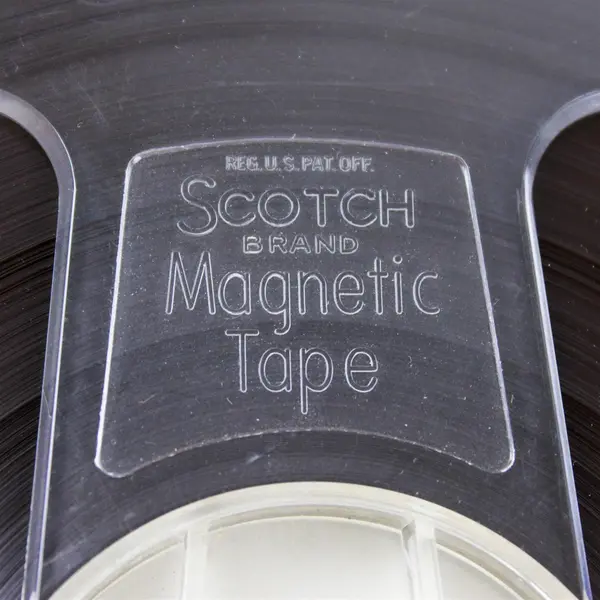 REG. U. S. PAT. OFF.
SCOTCH
BRAND
Magnetic
Tape